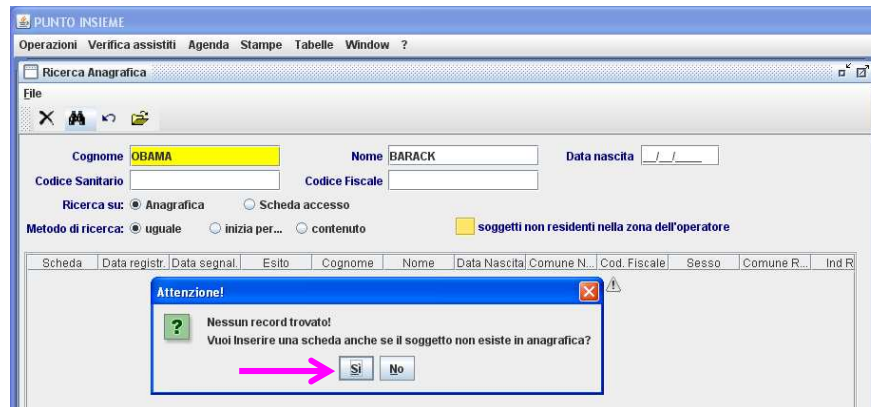 PUNTO INSIEME
Operazioni Verifica assistiti Agenda Stampe Tabelle Window ?
Ricerca Anagrafica
File
Cognome OBAMA Nome BARACK Data nascita __/__/____
Codice Sanitario Codice Fiscale
Ricerca su: Anagrafica Scheda accesso
Metodo di ricerca: uguale inizia per... contenuto soggetti non residenti nella zona dell'operatore
Scheda Data registr. Data segnal. Esito Cognome Nome Data Nascita Comune N... Cod. Fiscale Sesso Comune R... Ind R
Attenzione!
Nessun record trovato!
Vuoi Inserire una scheda anche se il soggetto non esiste in anagrafica?
Si No